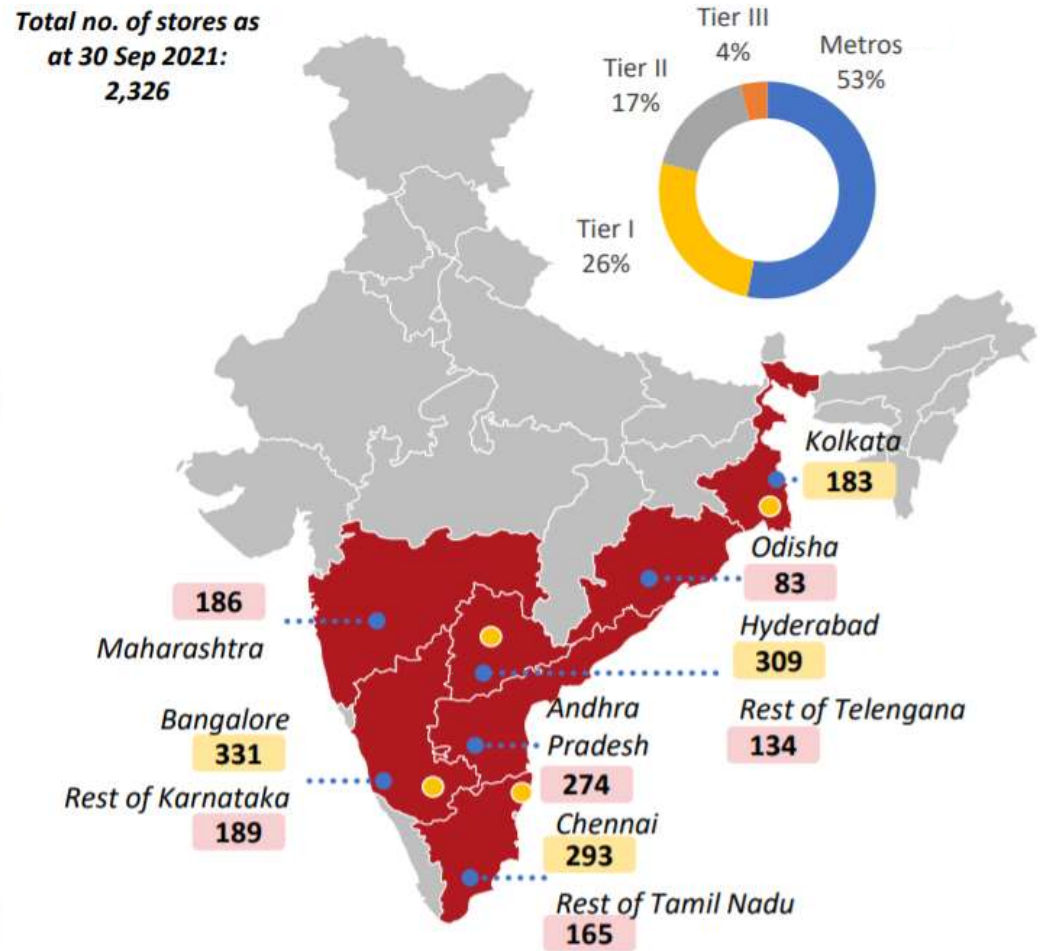 Total no. of stores as
at 30 Sep 2021:
2,326
Tier III
4%
Metros
53%
Tier II
17%
Tier I
26%
Kolkata
183
Odisha
83
Hyderabad
309
Rest of Telengana
134
186
Maharashtra
Bangalore
331
Rest of Karnataka
189
Andhra
Pradesh
274
Chennai
293
Rest of Tamil Nadu
165